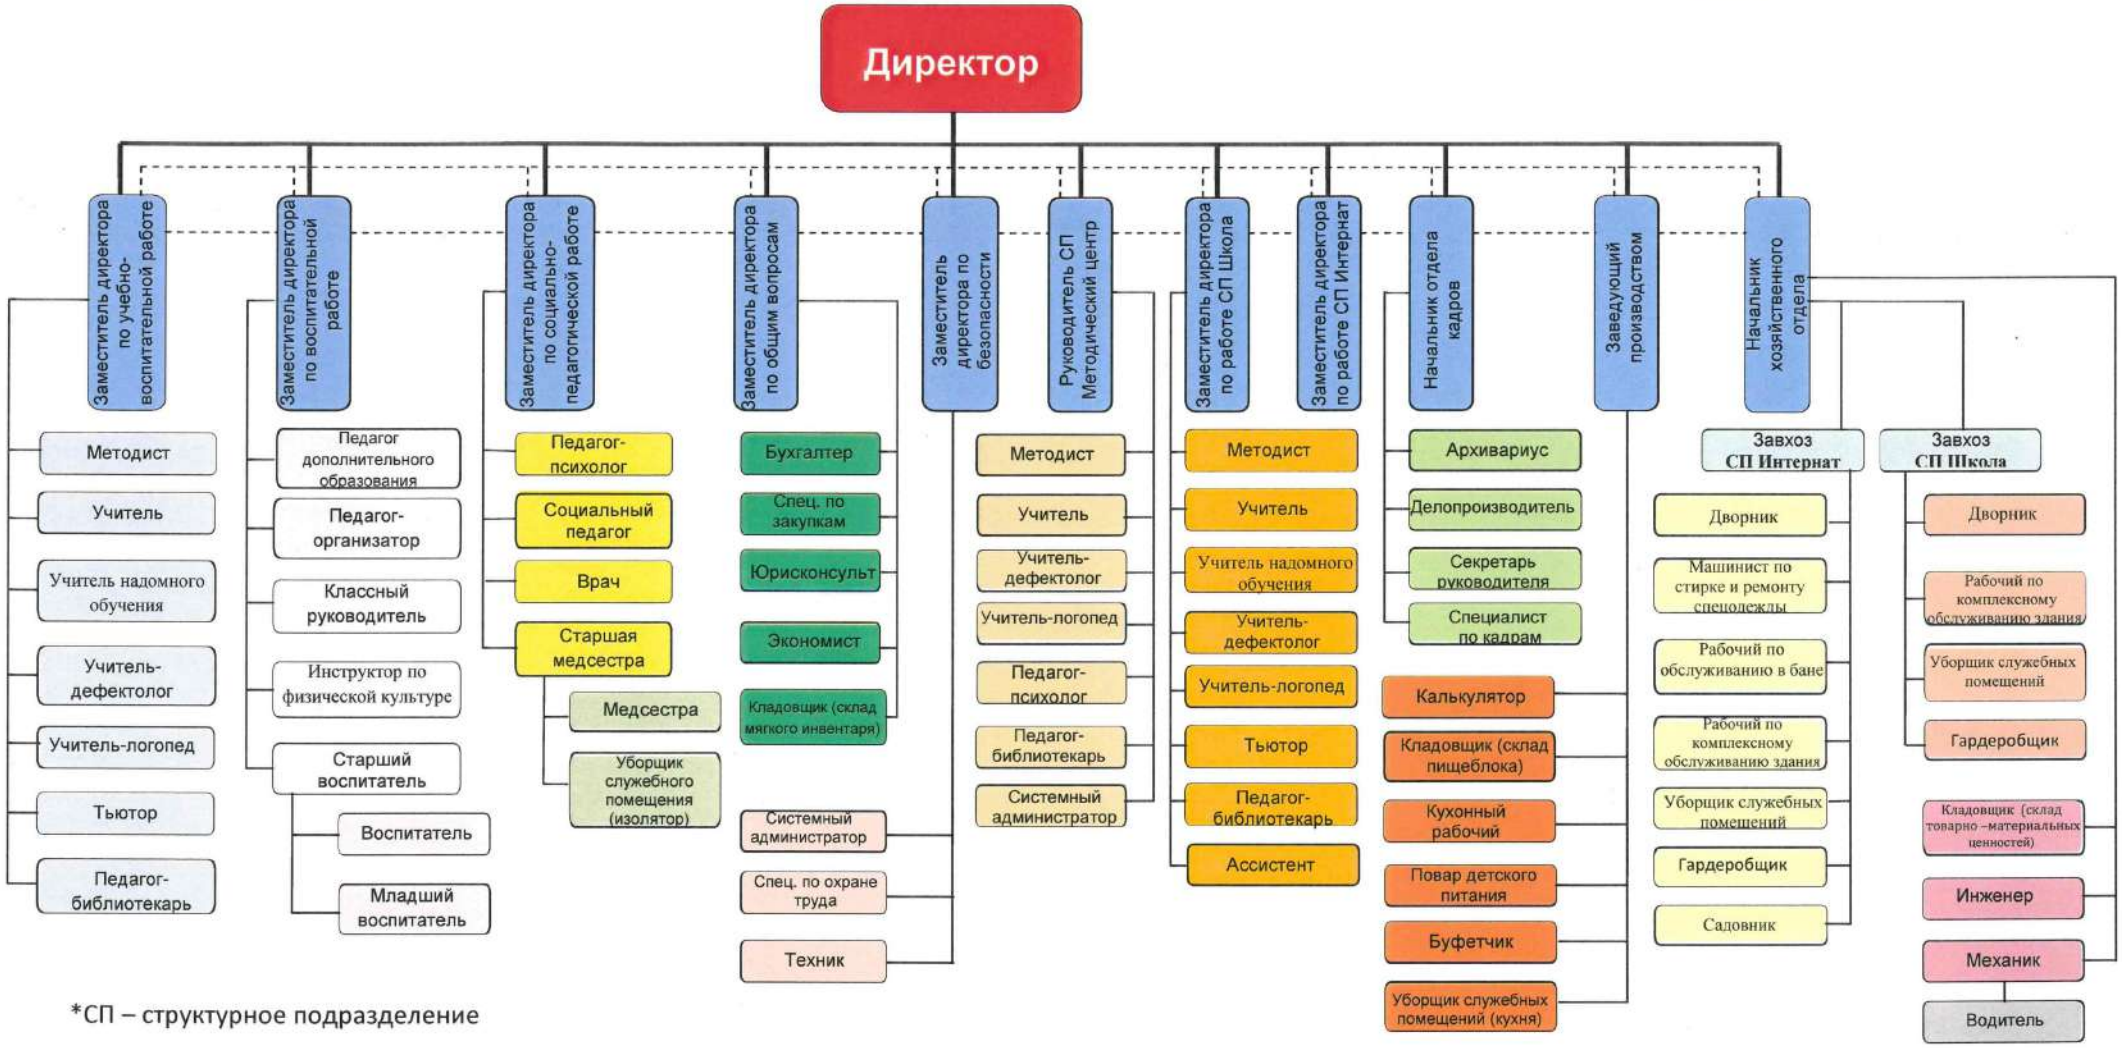 Директор
Заместитель директора
по учебно-
воспитательной работе
Заместитель директора
по воспитательной
работе
Заместитель директора
по социально-
педагогической работе
Заместитель директора
по общим вопросам
Заместитель
директора по
безопасности
Руководитель СП
Методический центр
Заместитель директора
по работе СП Школа
Заместитель директора
по работе СП Интернат
Начальник отдела
кадров
Заведующий
производством
Начальник
хозяйственного
отдела
Методист
Учитель
Учитель надомного
обучения
Учитель-
дефектолог
Учитель-логопед
Тьютор
Педагог-
библиотекарь
Педагог
дополнительного
образования
Педагог-
организатор
Классный
руководитель
Инструктор по
физической культуре
Старший
воспитатель
Воспитатель
Младший
воспитатель
Педагог-
психолог
Социальный
педагог
Врач
Старшая
медсестра
Медсестра
Уборщик
служебного
помещения
(изолятор)
Бухгалтер
Спец. по
закупкам
Юрисконсульт
Экономист
Кладовщик (склад
мягкого инвентаря)
Системный
администратор
Спец. по охране
труда
Техник
Методист
Учитель
Учитель-
дефектолог
Учитель-логопед
Педагог-
психолог
Педагог-
библиотекарь
Системный
администратор
Методист
Учитель
Учитель надомного
обучения
Учитель-
дефектолог
Учитель-логопед
Тьютор
Педагог-
библиотекарь
Ассистент
Архивариус
Делопроизводитель
Секретарь
руководителя
Специалист
по кадрам
Калькулятор
Кладовщик (склад
пищеблока)
Кухонный
рабочий
Повар детского
питания
Буфетчик
Уборщик служебных
помещений (кухня)
Завхоз
СП Интернат
Дворник
Машинист по
стирке и ремонту
спецодежды
Рабочий по
обслуживанию в бане
Рабочий по
комплексному
обслуживанию здания
Уборщик служебных
помещений
Гардеробщик
Садовник
Завхоз
СП Школа
Дворник
Рабочий по
комплексному
обслуживанию здания
Уборщик служебных
помещений
Гардеробщик
Кладовщик (склад
товарно –материальных
ценностей)
Инженер
Механик
Водитель
*СП – структурное подразделение